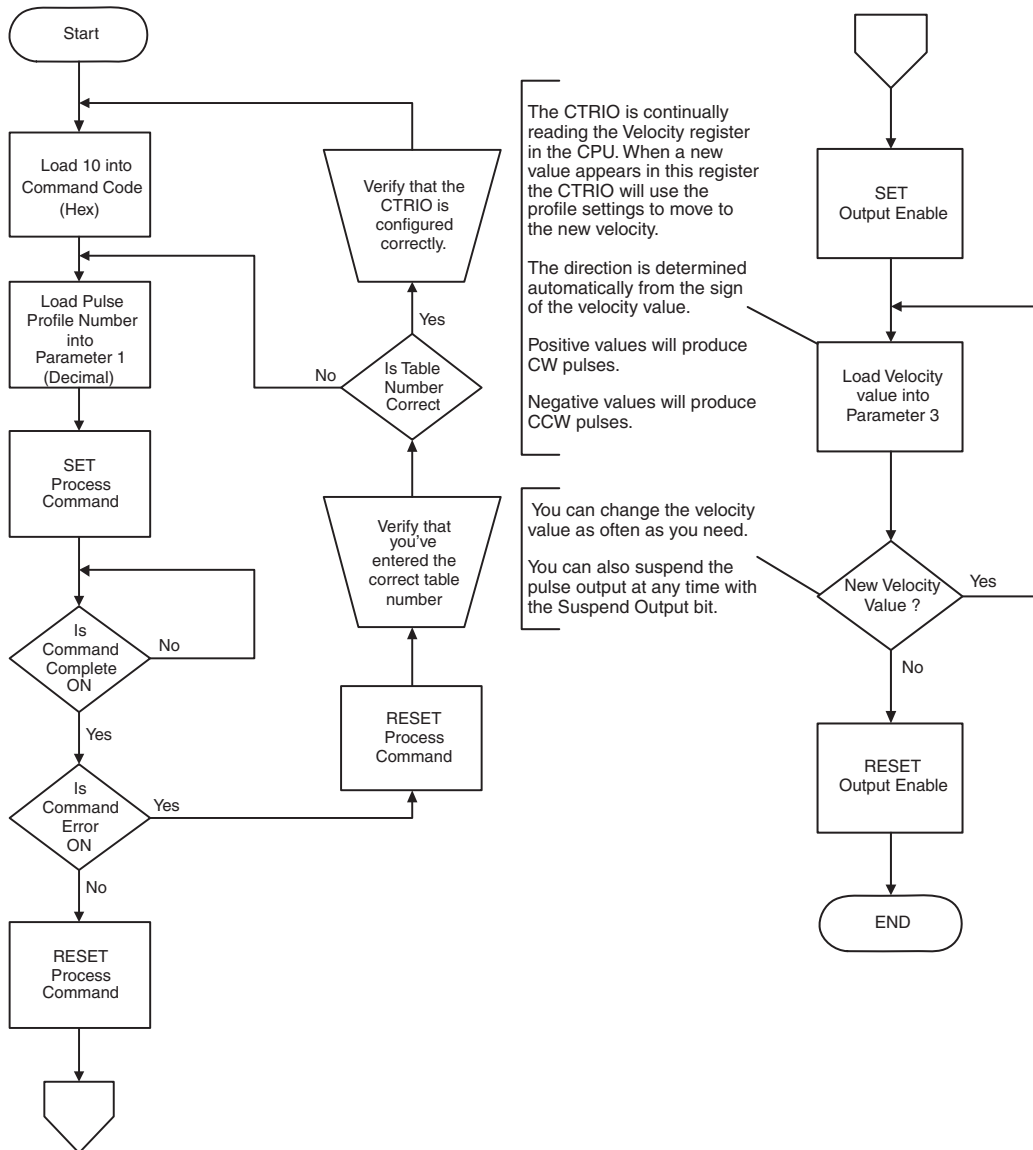 Start
Load 10 into
Command Code
(Hex)
Load Pulse
Profile Number
into
Parameter 1
(Decimal)
SET
Process
Command
Is
Command
Complete
ON
No
Yes
Is
Command
Error
ON
Yes
No
RESET
Process
Command
Verify that the
CTRIO is
configured
correctly.
Yes
No
Is Table
Number
Correct
Verify that
you've
entered the
correct table
number
RESET
Process
Command
The CTRIO is continually
reading the Velocity register
in the CPU. When a new
value appears in this register
the CTRIO will use the
profile settings to move to
the new velocity.
The direction is determined
automatically from the sign
of the velocity value.
Positive values will produce
CW pulses.
Negative values will produce
CCW pulses.
You can change the velocity
value as often as you need.
You can also suspend the
pulse output at any time with
the Suspend Output bit.
SET
Output Enable
Load Velocity
value into
Parameter 3
New Velocity
Value ?
Yes
No
RESET
Output Enable
END